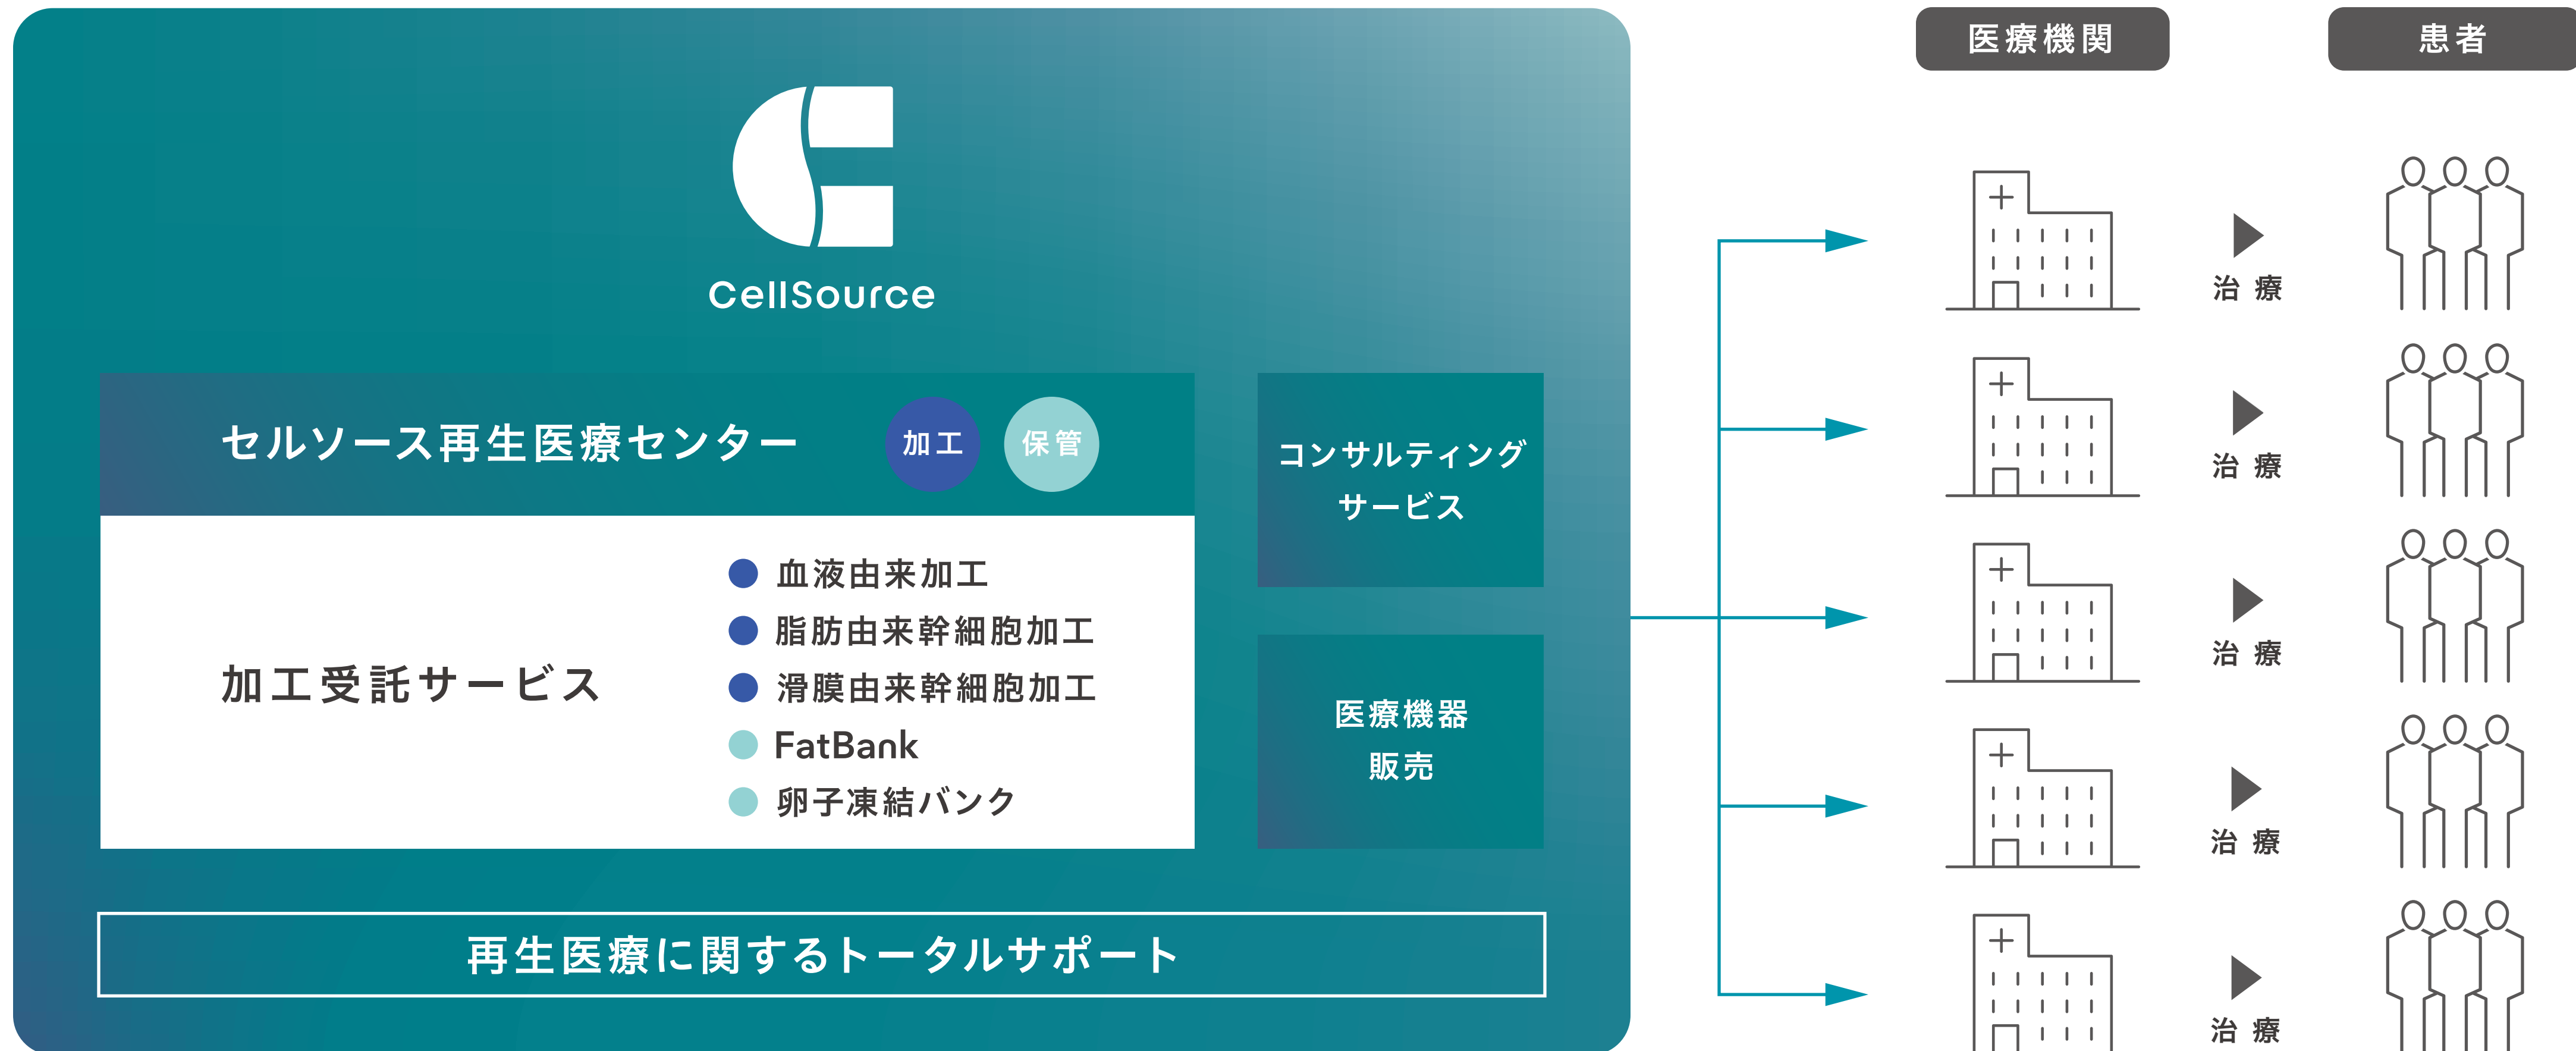 CellSource
セルソース再生医療センター
加工
保管
加工受託サービス
血液由来加工
脂肪由来幹細胞加工
滑膜由来幹細胞加工
FatBank
卵子凍結バンク
コンサルティング
サービス
医療機器
販売
再生医療に関するトータルサポート
医療機関
患者
治療
治療
治療
治療
治療